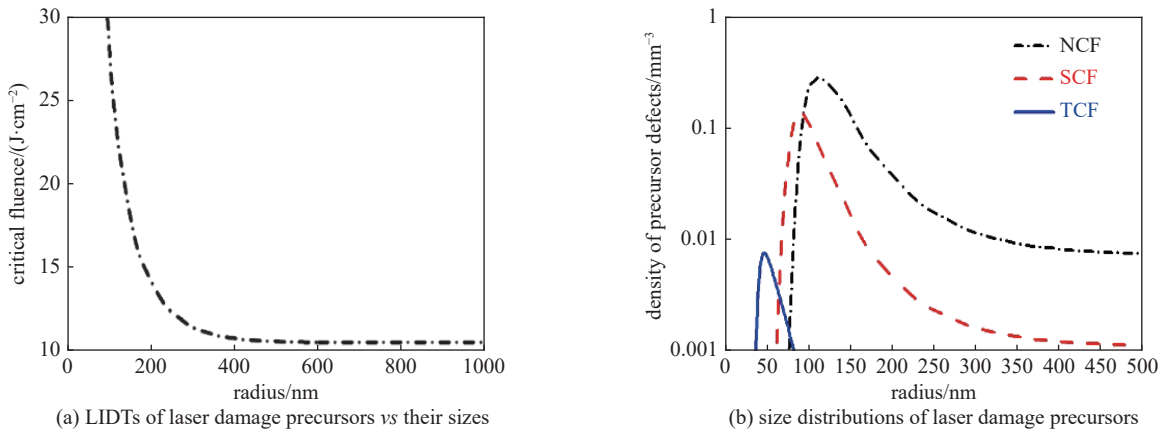 30
25
20
15
10
critical fluence/(J·cm⁻²)
0
200
400
600
800
1000
radius/nm
(a) LIDTs of laser damage precursors vs their sizes
1
0.1
0.01
0.001
density of precursor defects/mm⁻³
NCF
SCF
TCF
0
50
100
150
200
250
300
350
400
450
500
radius/nm
(b) size distributions of laser damage precursors